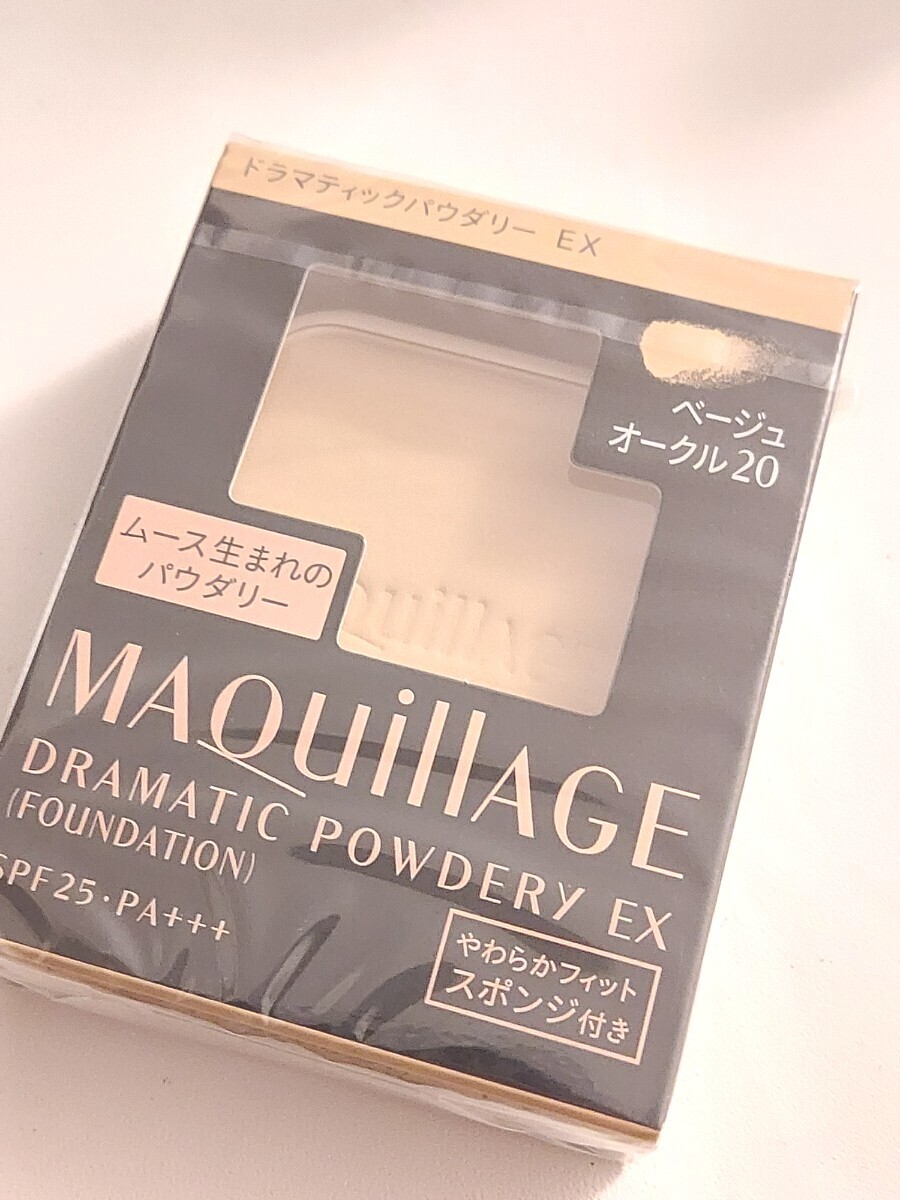 ドラマティックパウダリー EX
ベージュ
オークル20
ムース生まれの
パウダリー
quillAGE
MAQuillAGE
DRAMATIC POWDERY EX
(FOUNDATION)
SPF25・PA+++
やわらかフィット
スポンジ付き